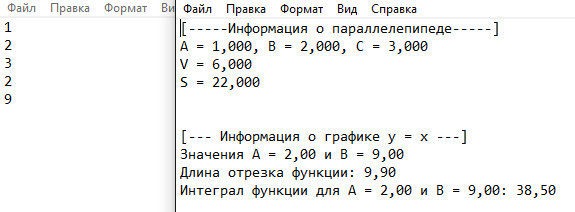 Файл Правка Формат Вид
1
2
3
2
9
Файл Правка Формат Вид Справка
[-----Информация о параллелепипеде-----]
A = 1,000, B = 2,000, C = 3,000
V = 6,000
S = 22,000
[--- Информация о графике y = x ---]
Значения A = 2,00 и B = 9,00
Длина отрезка функции: 9,90
Интеграл функции для A = 2,00 и B = 9,00: 38,50